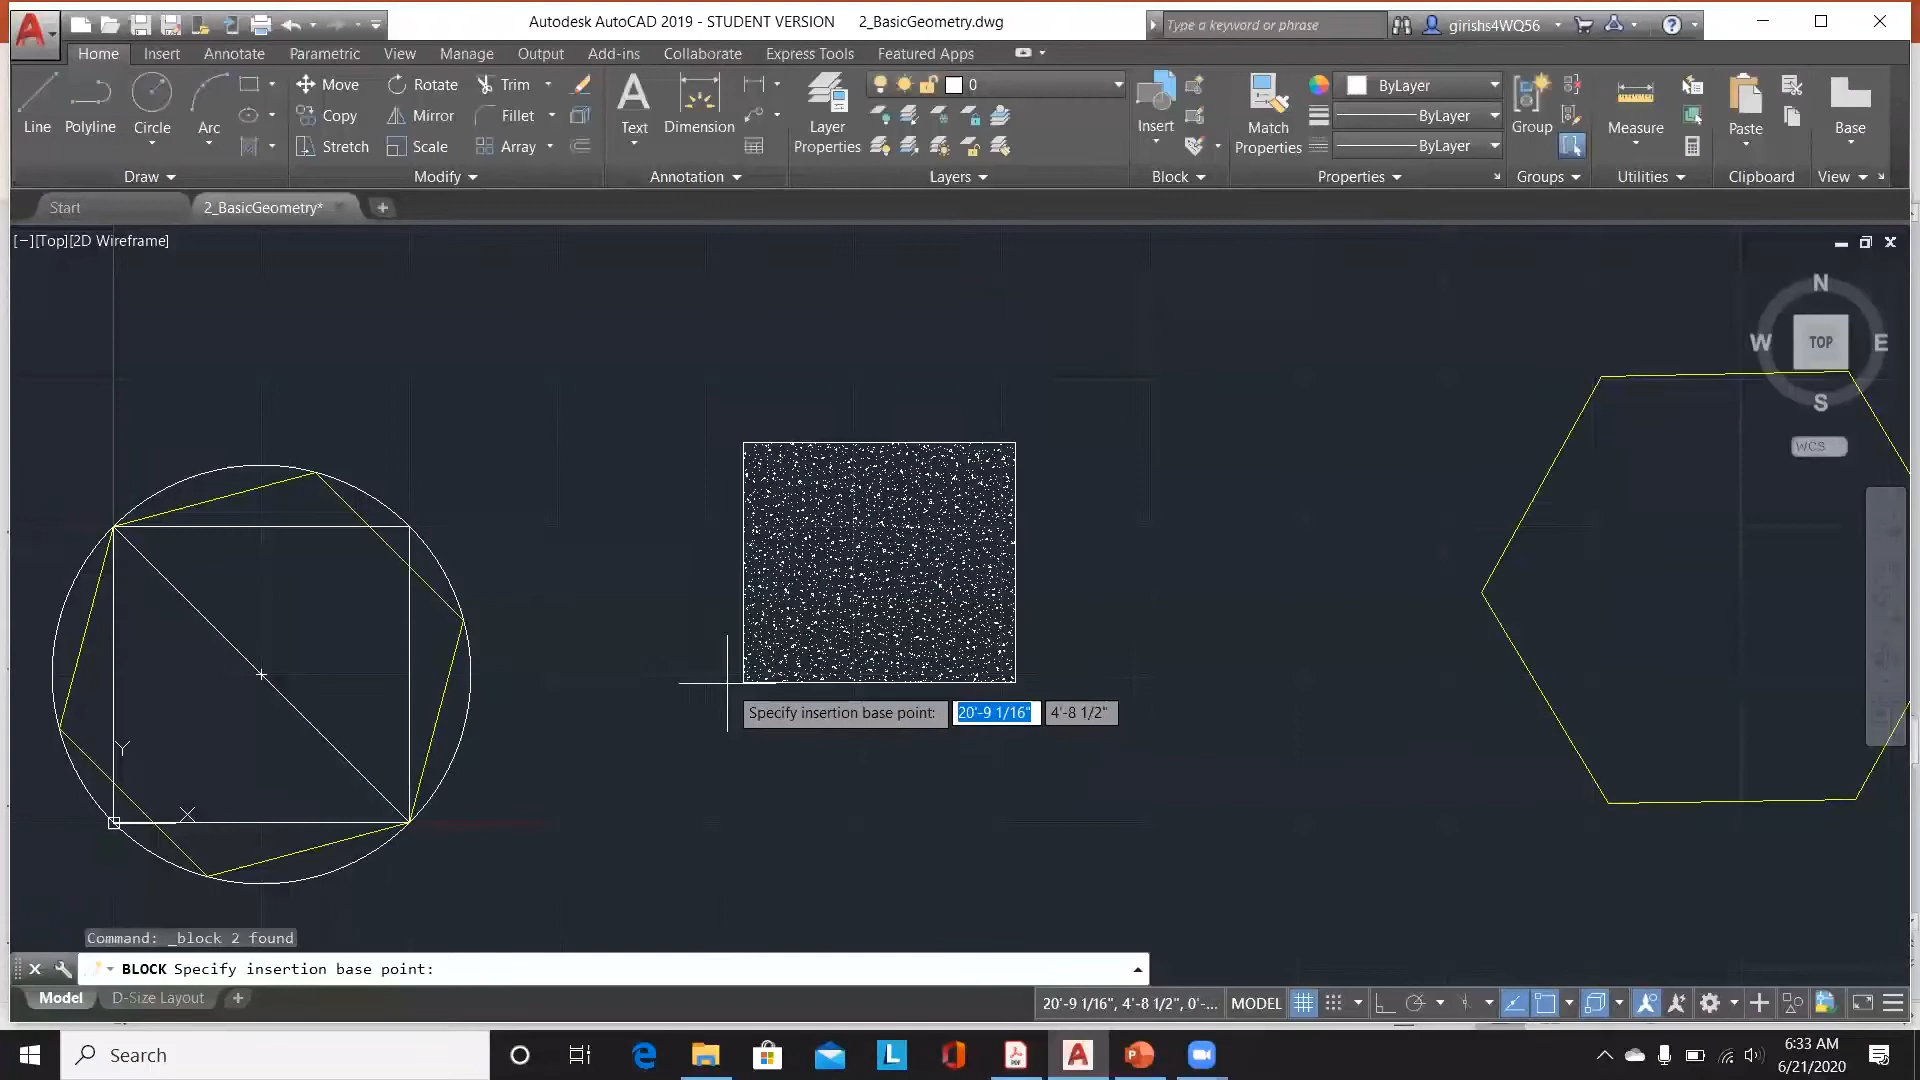 Autodesk AutoCAD 2019 - STUDENT VERSION 2_BasicGeometry.dwg
Type a keyword or phrase
girishs4WQ56
Home Insert Annotate Parametric View Manage Output Add-ins Collaborate Express Tools Featured Apps
Line Polyline Circle Arc
Move Rotate Trim
Copy Mirror Fillet
Stretch Scale Array
Text Dimension
Layer Properties
0
Insert
Match Properties
ByLayer
ByLayer
ByLayer
Group
Measure
Paste
Base
Draw Modify Annotation Layers Block Properties Groups Utilities Clipboard View
Start 2_BasicGeometry*
[−][Top][2D Wireframe]
N
W TOP E
S
WCS
Specify insertion base point: 20'-9 1/16" 4'-8 1/2"
Y
X
Command: _block 2 found
BLOCK Specify insertion base point:
Model D-Size Layout
20'-9 1/16", 4'-8 1/2", 0'-... MODEL
Search
6:33 AM
6/21/2020